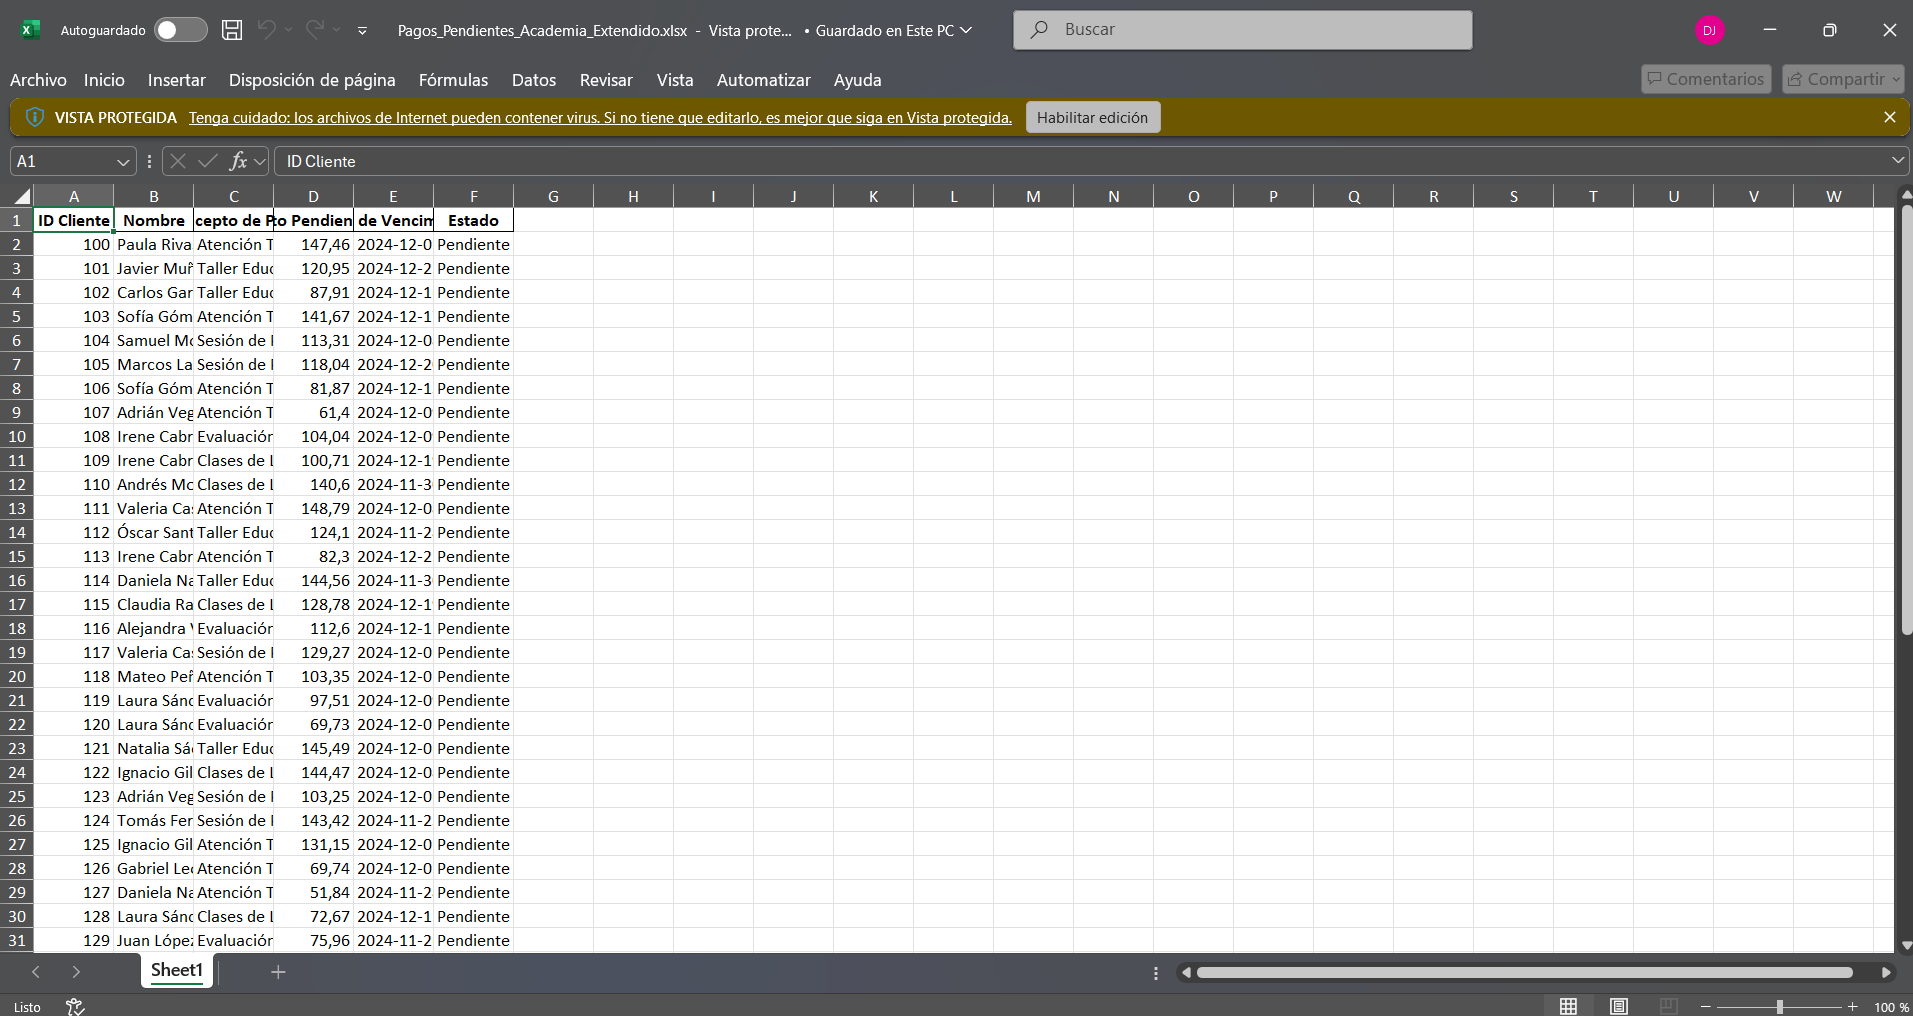 Autoguardado Pagos_Pendientes_Academia_Extendido.xlsx - Vista prote... • Guardado en Este PC Buscar DJ
Archivo Inicio Insertar Disposición de página Fórmulas Datos Revisar Vista Automatizar Ayuda Comentarios Compartir
VISTA PROTEGIDA Tenga cuidado: los archivos de Internet pueden contener virus. Si no tiene que editarlo, es mejor que siga en Vista protegida. Habilitar edición
A1 fx ID Cliente
A B C D E F G H I J K L M N O P Q R S T U V W
1 ID Cliente Nombre cepto de P to Pendien de Vencim Estado
2 100 Paula Riva Atención T 147,46 2024-12-0 Pendiente
3 101 Javier Muñ Taller Educ 120,95 2024-12-2 Pendiente
4 102 Carlos Gar Taller Educ 87,91 2024-12-1 Pendiente
5 103 Sofía Góm Atención T 141,67 2024-12-1 Pendiente
6 104 Samuel Mo Sesión de 113,31 2024-12-0 Pendiente
7 105 Marcos La Sesión de 118,04 2024-12-2 Pendiente
8 106 Sofía Góm Atención T 81,87 2024-12-1 Pendiente
9 107 Adrián Veg Atención T 61,4 2024-12-0 Pendiente
10 108 Irene Cabr Evaluación 104,04 2024-12-0 Pendiente
11 109 Irene Cabr Clases de L 100,71 2024-12-1 Pendiente
12 110 Andrés Mo Clases de L 140,6 2024-11-3 Pendiente
13 111 Valeria Cas Atención T 148,79 2024-12-0 Pendiente
14 112 Óscar Sant Taller Educ 124,1 2024-11-2 Pendiente
15 113 Irene Cabr Atención T 82,3 2024-12-2 Pendiente
16 114 Daniela Na Taller Educ 144,56 2024-11-3 Pendiente
17 115 Claudia Ra Clases de L 128,78 2024-12-1 Pendiente
18 116 Alejandra V Evaluación 112,6 2024-12-1 Pendiente
19 117 Valeria Cas Sesión de 129,27 2024-12-0 Pendiente
20 118 Mateo Peñ Atención T 103,35 2024-12-0 Pendiente
21 119 Laura Sánc Evaluación 97,51 2024-12-0 Pendiente
22 120 Laura Sánc Evaluación 69,73 2024-12-0 Pendiente
23 121 Natalia Sáe Taller Educ 145,49 2024-12-0 Pendiente
24 122 Ignacio Gil Clases de L 144,47 2024-12-0 Pendiente
25 123 Adrián Veg Sesión de 103,25 2024-12-0 Pendiente
26 124 Tomás Fer Sesión de 143,42 2024-11-2 Pendiente
27 125 Ignacio Gil Atención T 131,15 2024-12-0 Pendiente
28 126 Gabriel Leó Atención T 69,74 2024-12-0 Pendiente
29 127 Daniela Na Atención T 51,84 2024-11-2 Pendiente
30 128 Laura Sánc Clases de L 72,67 2024-12-1 Pendiente
31 129 Juan López Evaluación 75,96 2024-11-2 Pendiente
Sheet1
Listo 100 %